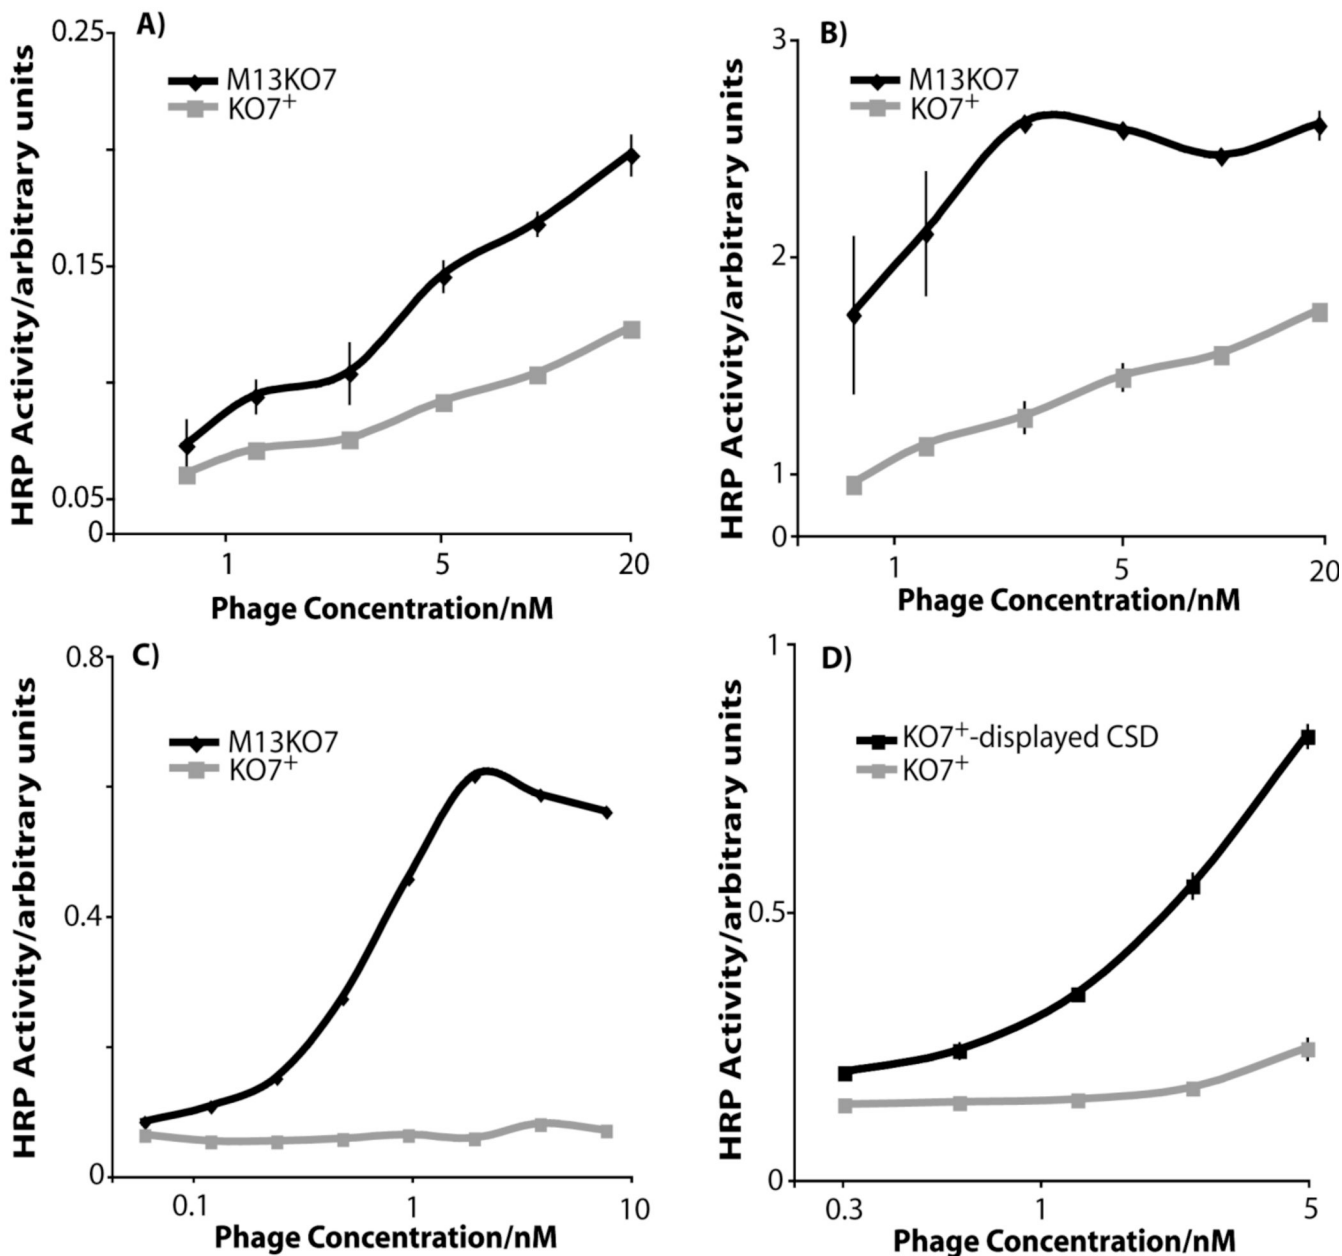 A)
HRP Activity/arbitrary units
0.25
0.15
0.05
0
M13KO7
KO7+
1 5 20
Phage Concentration/nM
B)
HRP Activity/arbitrary units
3
2
1
0
M13KO7
KO7+
1 5 20
Phage Concentration/nM
C)
HRP Activity/arbitrary units
0.8
0.4
0
M13KO7
KO7+
0.1 1 10
Phage Concentration/nM
D)
HRP Activity/arbitrary units
1
0.5
0
KO7+-displayed CSD
KO7+
0.3 1 5
Phage Concentration/nM